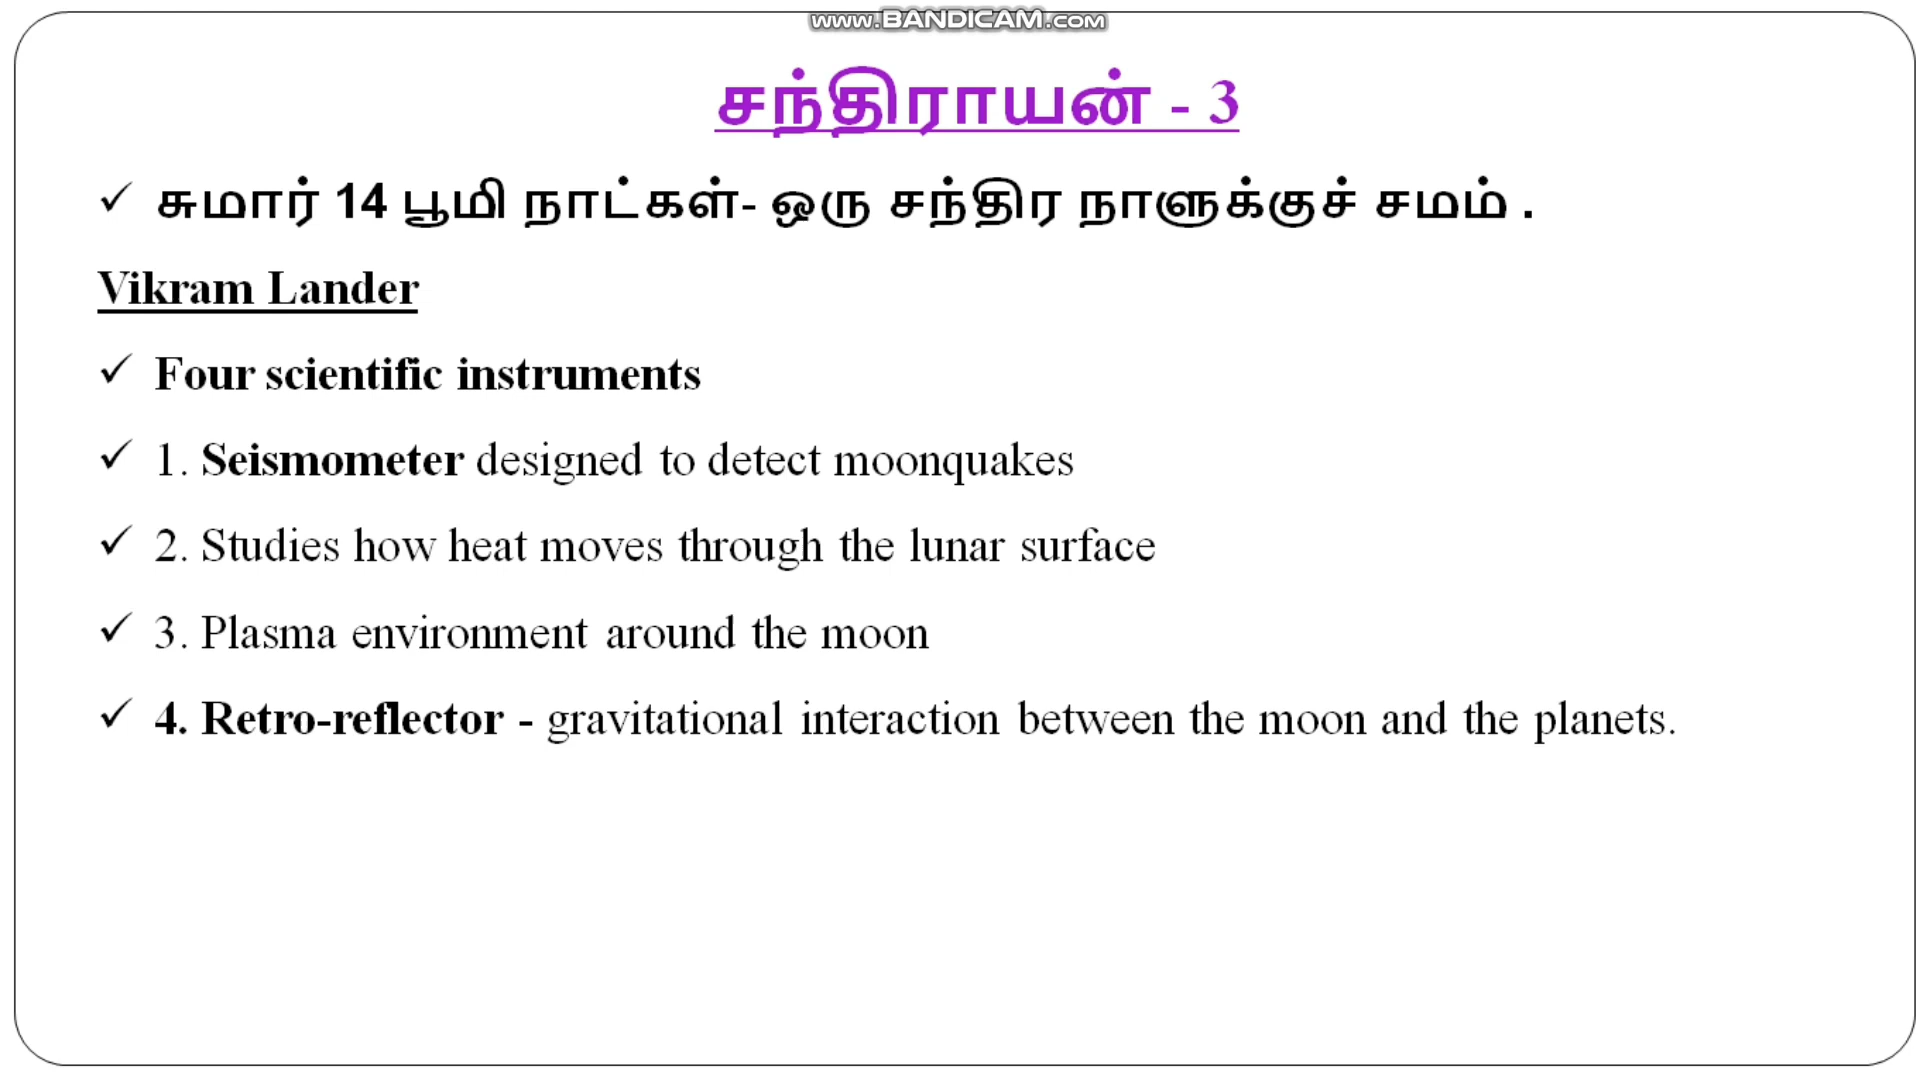 www.BANDICAM.com
சந்திராயன் - 3
✓ சுமார் 14 பூமி நாட்கள்- ஒரு சந்திர நாளுக்குச் சமம் .
Vikram Lander
✓ Four scientific instruments
✓ 1. Seismometer designed to detect moonquakes
✓ 2. Studies how heat moves through the lunar surface
✓ 3. Plasma environment around the moon
✓ 4. Retro-reflector - gravitational interaction between the moon and the planets.